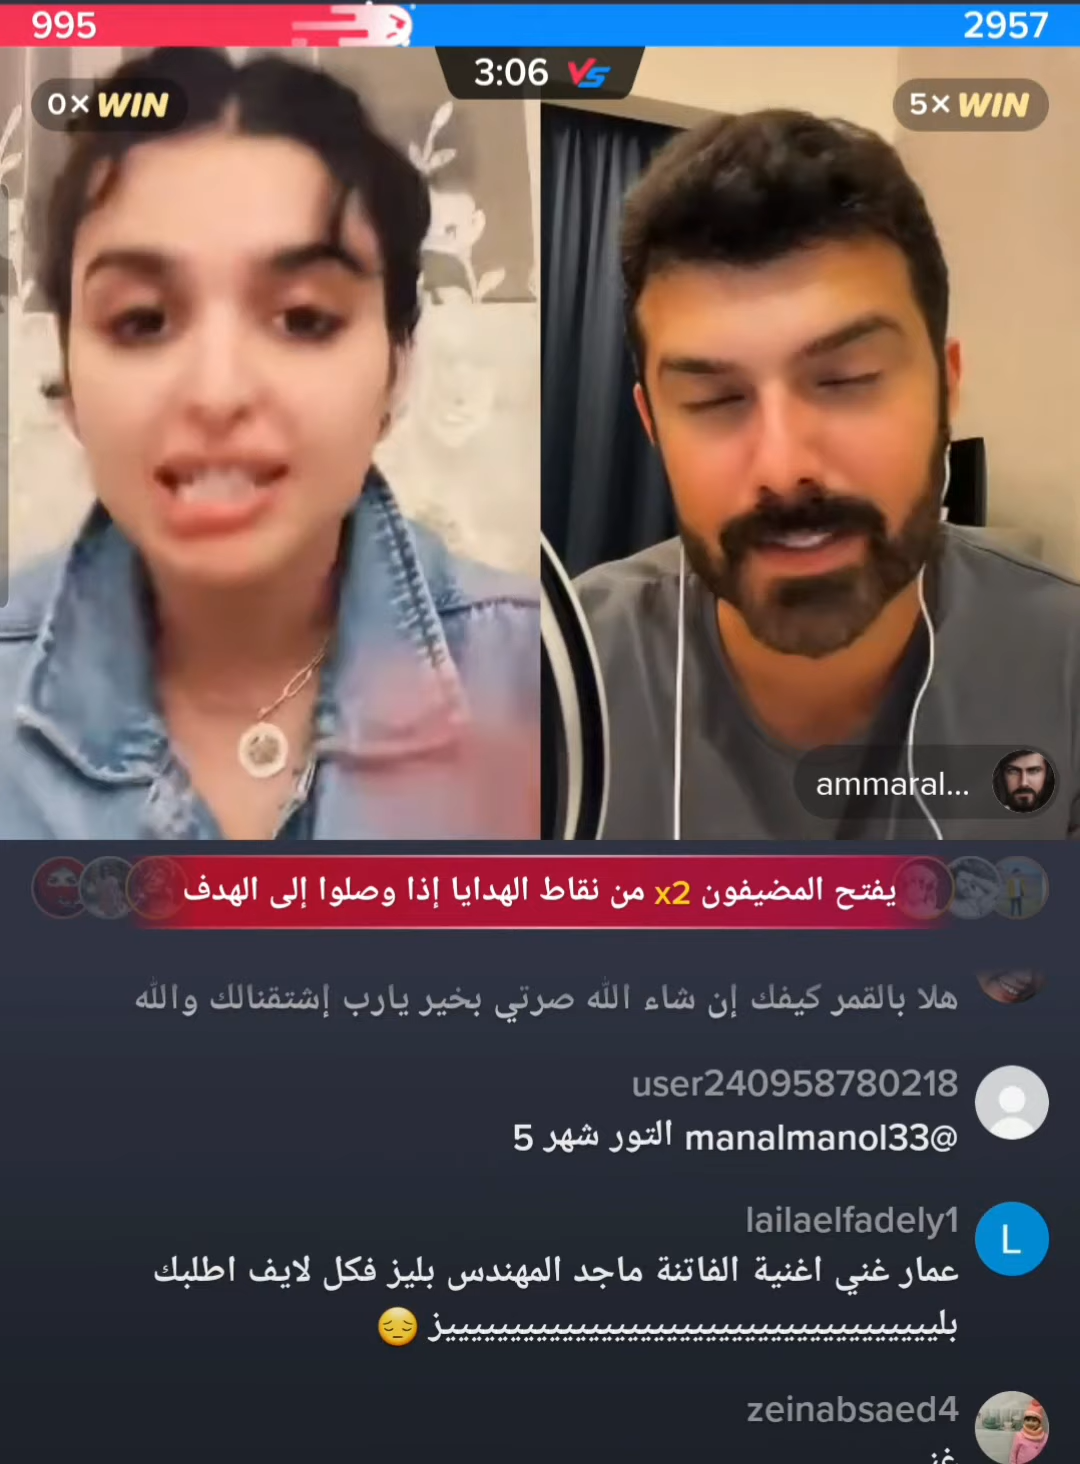 995
2957
3:06 VS
0× WIN
5× WIN
ammaral...
يفتح المضيفون x2 من نقاط الهدايا إذا وصلوا إلى الهدف
هلا بالقمر كيفك إن شاء الله صرتي بخير يارب إشتقنالك والله
user240958780218
@manalmanol33 التور شهر 5
lailaelfadely1
L
عمار غني اغنية الفاتنة ماجد المهندس بليز فكل لايف اطلبك
بلييييييييييييييييييييييييييييييييييييييز 😔
zeinabsaed4